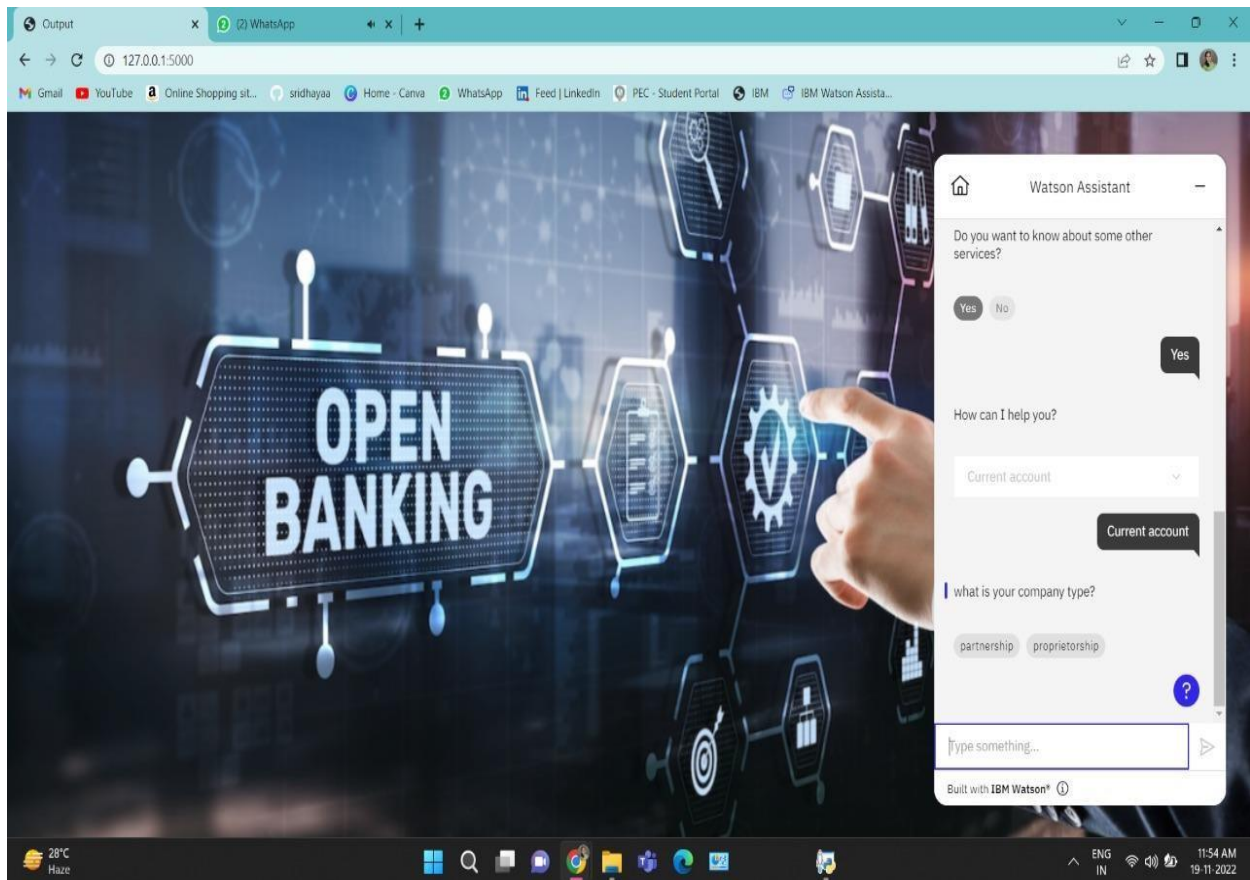 Output
(2) WhatsApp
127.0.0.1:5000
Gmail YouTube Online Shopping sit... sridhayaa Home - Canva WhatsApp Feed | LinkedIn PEC - Student Portal IBM IBM Watson Assista...
Watson Assistant
Do you want to know about some other
services?
Yes No
Yes
How can I help you?
Current account
Current account
what is your company type?
partnership proprietorship
?
Type something...
Built with IBM Watson®
OPEN
BANKING
28°C
Haze
ENG
IN
11:54 AM
19-11-2022